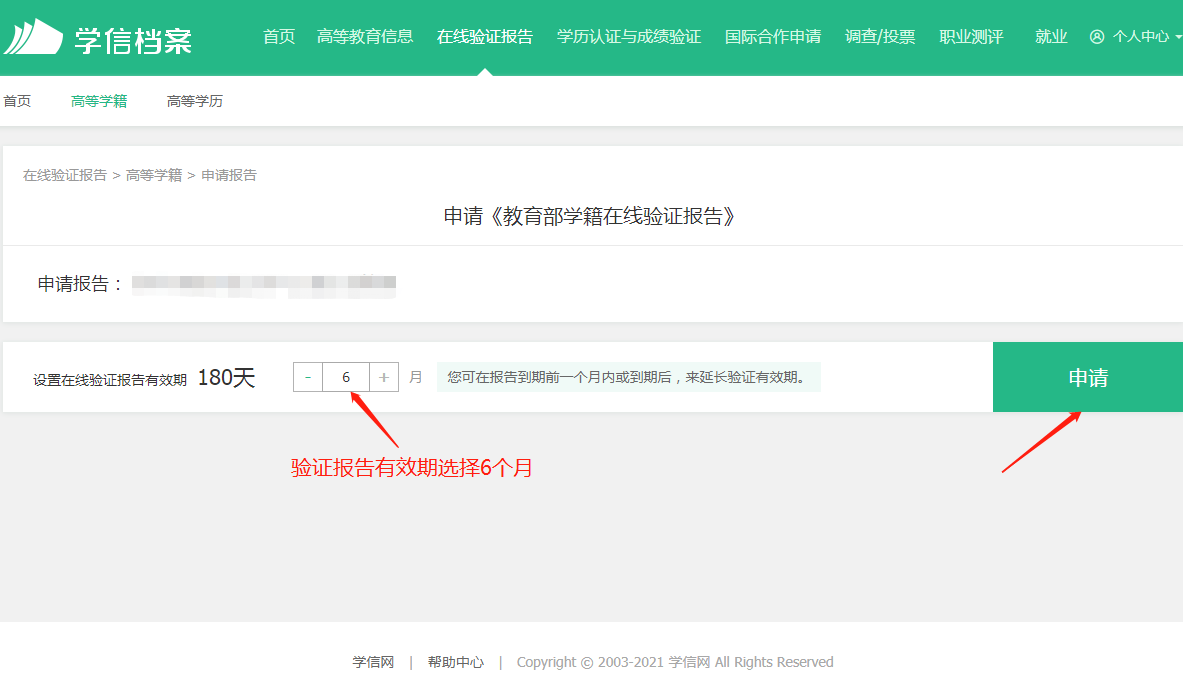 学信档案 首页 高等教育信息 在线验证报告 学历认证与成绩验证 国际合作申请 调查/投票 职业测评 就业 个人中心
首页 高等学籍 高等学历
在线验证报告 > 高等学籍 > 申请报告
申请《教育部学籍在线验证报告》
申请报告：
设置在线验证报告有效期 180天 - 6 + 月 您可在报告到期前一个月内或到期后，来延长验证有效期。 申请
验证报告有效期选择6个月
学信网 | 帮助中心 | Copyright © 2003-2021 学信网 All Rights Reserved